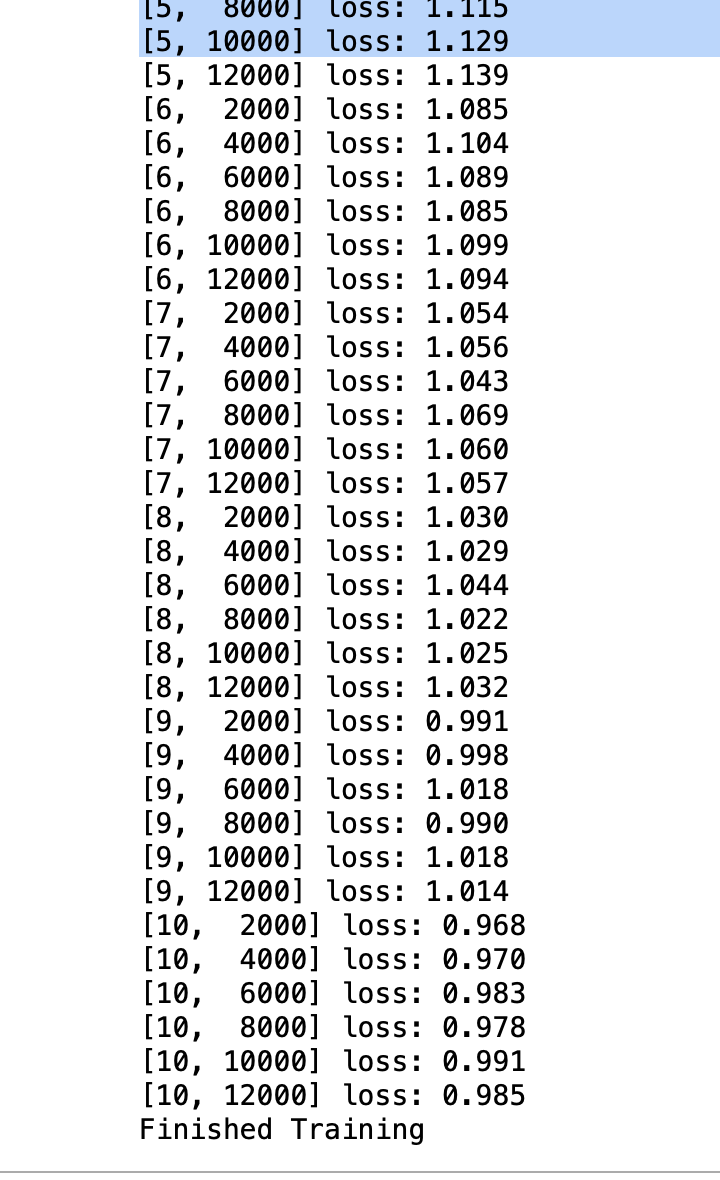 [5,  8000] loss: 1.115
[5, 10000] loss: 1.129
[5, 12000] loss: 1.139
[6,  2000] loss: 1.085
[6,  4000] loss: 1.104
[6,  6000] loss: 1.089
[6,  8000] loss: 1.085
[6, 10000] loss: 1.099
[6, 12000] loss: 1.094
[7,  2000] loss: 1.054
[7,  4000] loss: 1.056
[7,  6000] loss: 1.043
[7,  8000] loss: 1.069
[7, 10000] loss: 1.060
[7, 12000] loss: 1.057
[8,  2000] loss: 1.030
[8,  4000] loss: 1.029
[8,  6000] loss: 1.044
[8,  8000] loss: 1.022
[8, 10000] loss: 1.025
[8, 12000] loss: 1.032
[9,  2000] loss: 0.991
[9,  4000] loss: 0.998
[9,  6000] loss: 1.018
[9,  8000] loss: 0.990
[9, 10000] loss: 1.018
[9, 12000] loss: 1.014
[10,  2000] loss: 0.968
[10,  4000] loss: 0.970
[10,  6000] loss: 0.983
[10,  8000] loss: 0.978
[10, 10000] loss: 0.991
[10, 12000] loss: 0.985
Finished Training